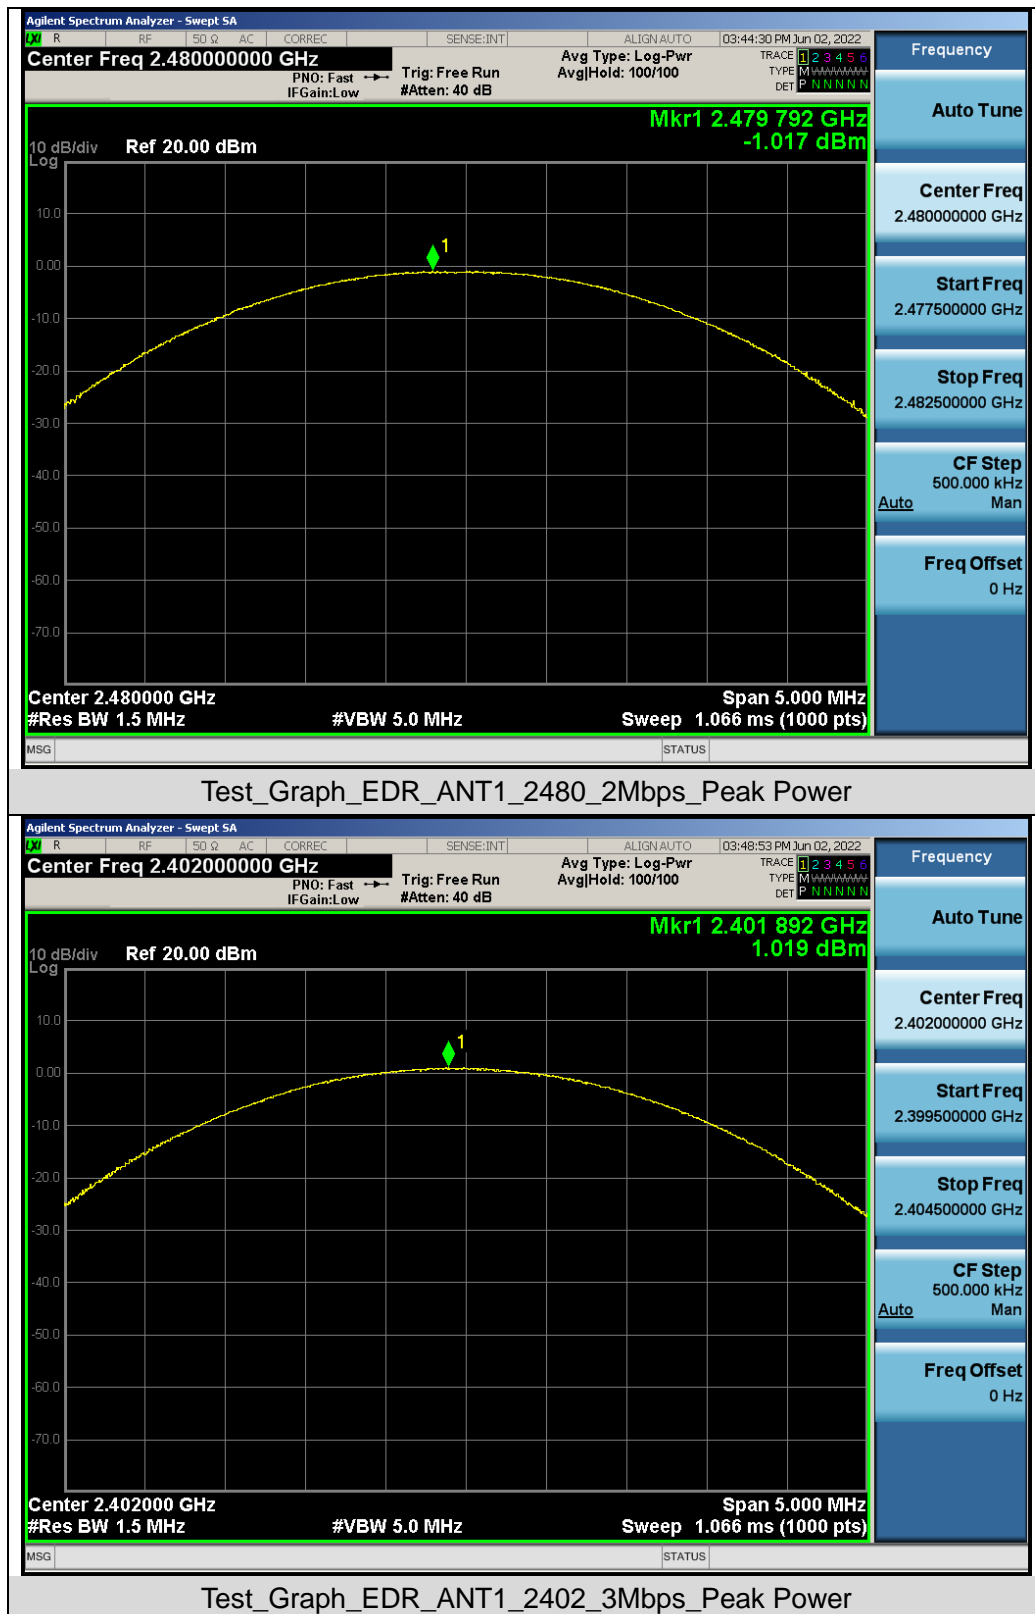 Agilent Spectrum Analyzer - Swept SA
LXI R RF 50 Ω AC CORREC SENSE:INT ALIGN AUTO 03:44:30 PM Jun 02, 2022
Center Freq 2.480000000 GHz
PNO: Fast
IFGain:Low
Trig: Free Run
#Atten: 40 dB
Avg Type: Log-Pwr
Avg|Hold: 100/100
TRACE 1 2 3 4 5 6
TYPE M WWWWW
DET P N N N N N
Mkr1 2.479 792 GHz
-1.017 dBm
10 dB/div Ref 20.00 dBm
Log
10.0
0.00
-10.0
-20.0
-30.0
-40.0
-50.0
-60.0
-70.0
1
Center 2.480000 GHz Span 5.000 MHz
#Res BW 1.5 MHz #VBW 5.0 MHz Sweep 1.066 ms (1000 pts)
MSG STATUS
Frequency
Auto Tune
Center Freq
2.480000000 GHz
Start Freq
2.477500000 GHz
Stop Freq
2.482500000 GHz
CF Step
500.000 kHz
Auto Man
Freq Offset
0 Hz
Test_Graph_EDR_ANT1_2480_2Mbps_Peak Power
Agilent Spectrum Analyzer - Swept SA
LXI R RF 50 Ω AC CORREC SENSE:INT ALIGN AUTO 03:48:53 PM Jun 02, 2022
Center Freq 2.402000000 GHz
PNO: Fast
IFGain:Low
Trig: Free Run
#Atten: 40 dB
Avg Type: Log-Pwr
Avg|Hold: 100/100
TRACE 1 2 3 4 5 6
TYPE M WWWWW
DET P N N N N N
Mkr1 2.401 892 GHz
1.019 dBm
10 dB/div Ref 20.00 dBm
Log
10.0
0.00
-10.0
-20.0
-30.0
-40.0
-50.0
-60.0
-70.0
1
Center 2.402000 GHz Span 5.000 MHz
#Res BW 1.5 MHz #VBW 5.0 MHz Sweep 1.066 ms (1000 pts)
MSG STATUS
Frequency
Auto Tune
Center Freq
2.402000000 GHz
Start Freq
2.399500000 GHz
Stop Freq
2.404500000 GHz
CF Step
500.000 kHz
Auto Man
Freq Offset
0 Hz
Test_Graph_EDR_ANT1_2402_3Mbps_Peak Power